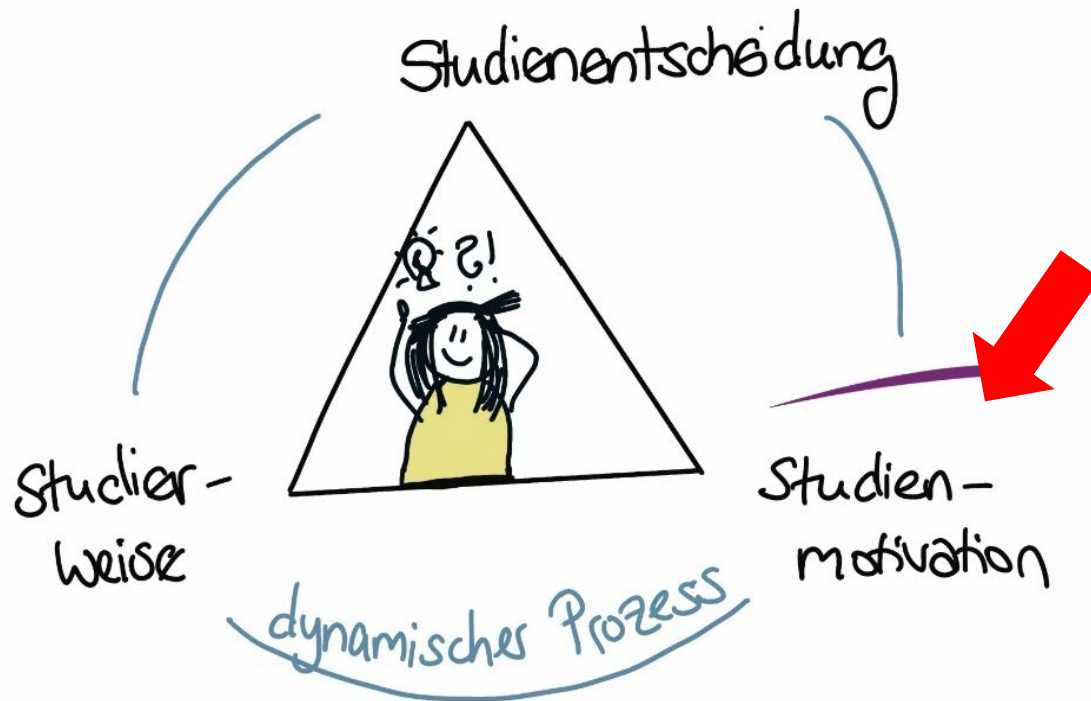 Studienentscheidung
?!
Studier-
weise
Studien-
motivation
dynamischer Prozess